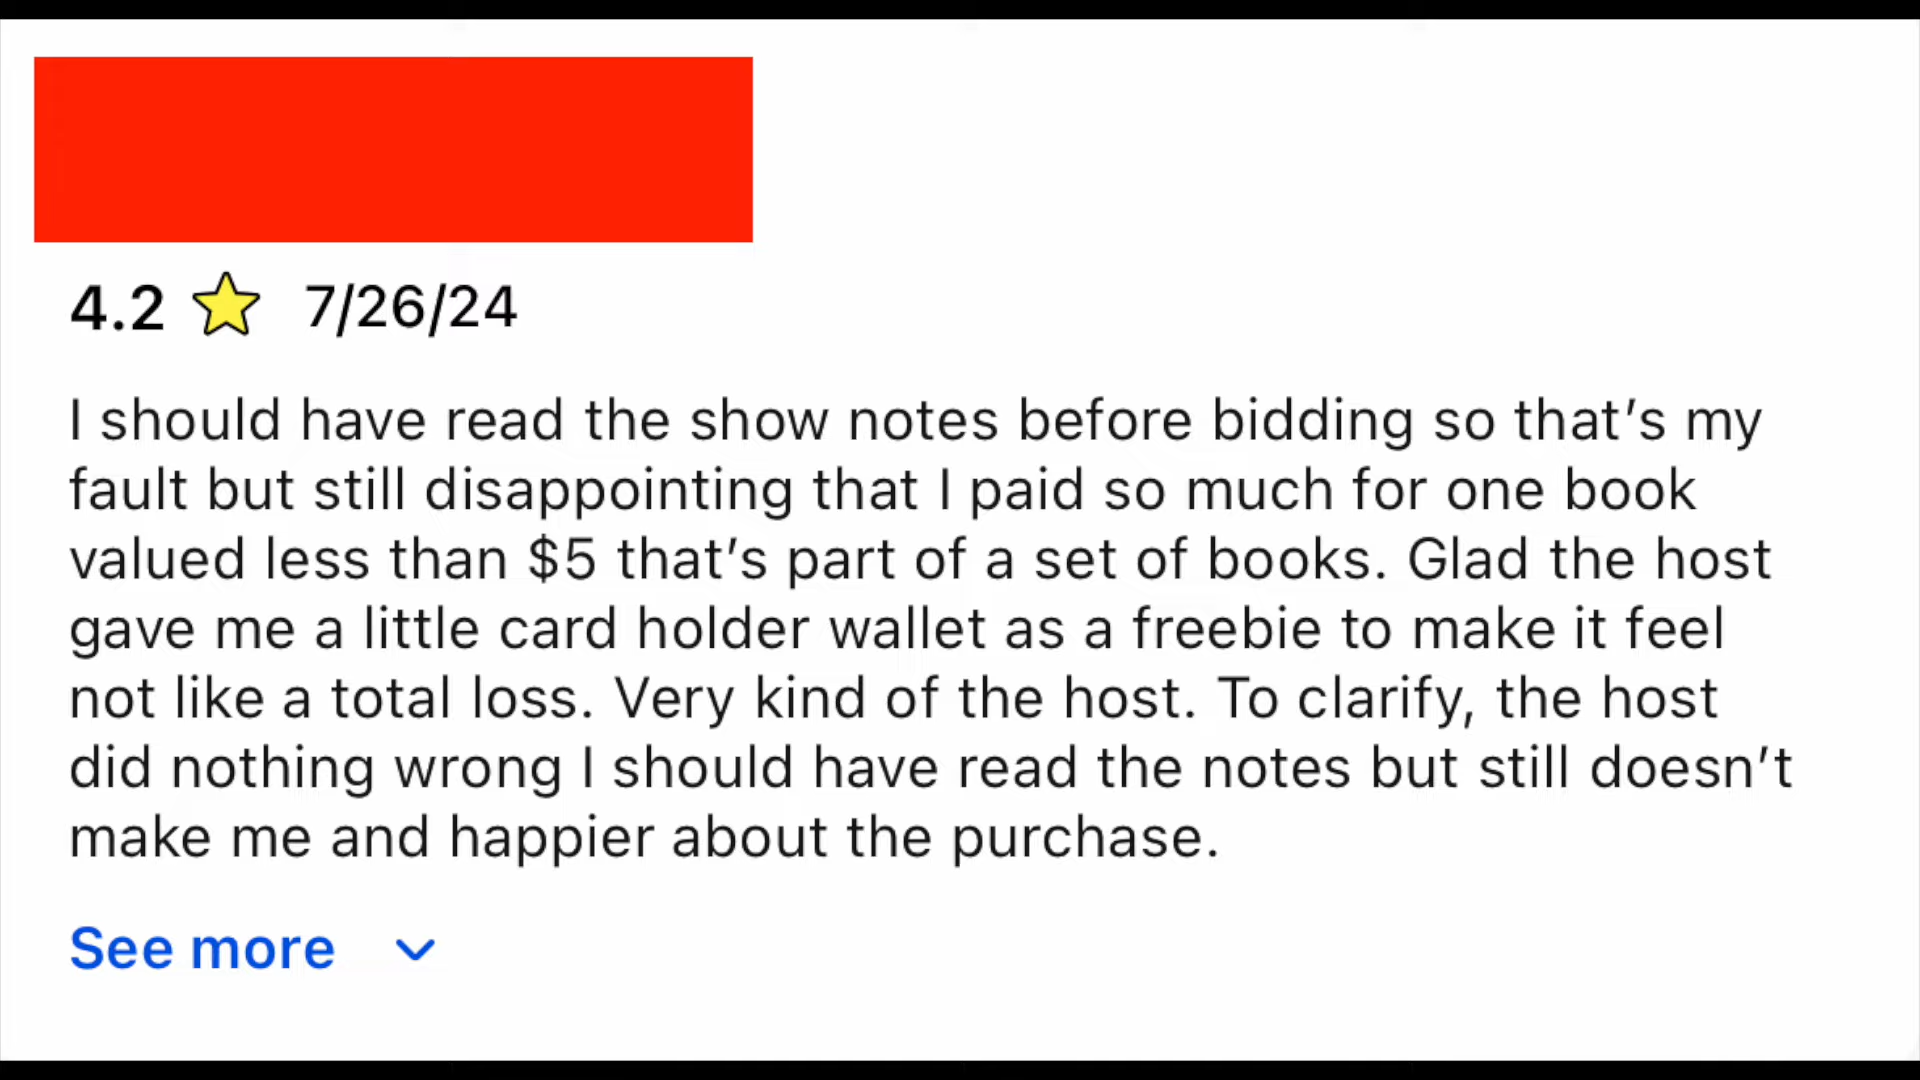 4.2 7/26/24
I should have read the show notes before bidding so that’s my
fault but still disappointing that I paid so much for one book
valued less than $5 that’s part of a set of books. Glad the host
gave me a little card holder wallet as a freebie to make it feel
not like a total loss. Very kind of the host. To clarify, the host
did nothing wrong I should have read the notes but still doesn’t
make me and happier about the purchase.
See more